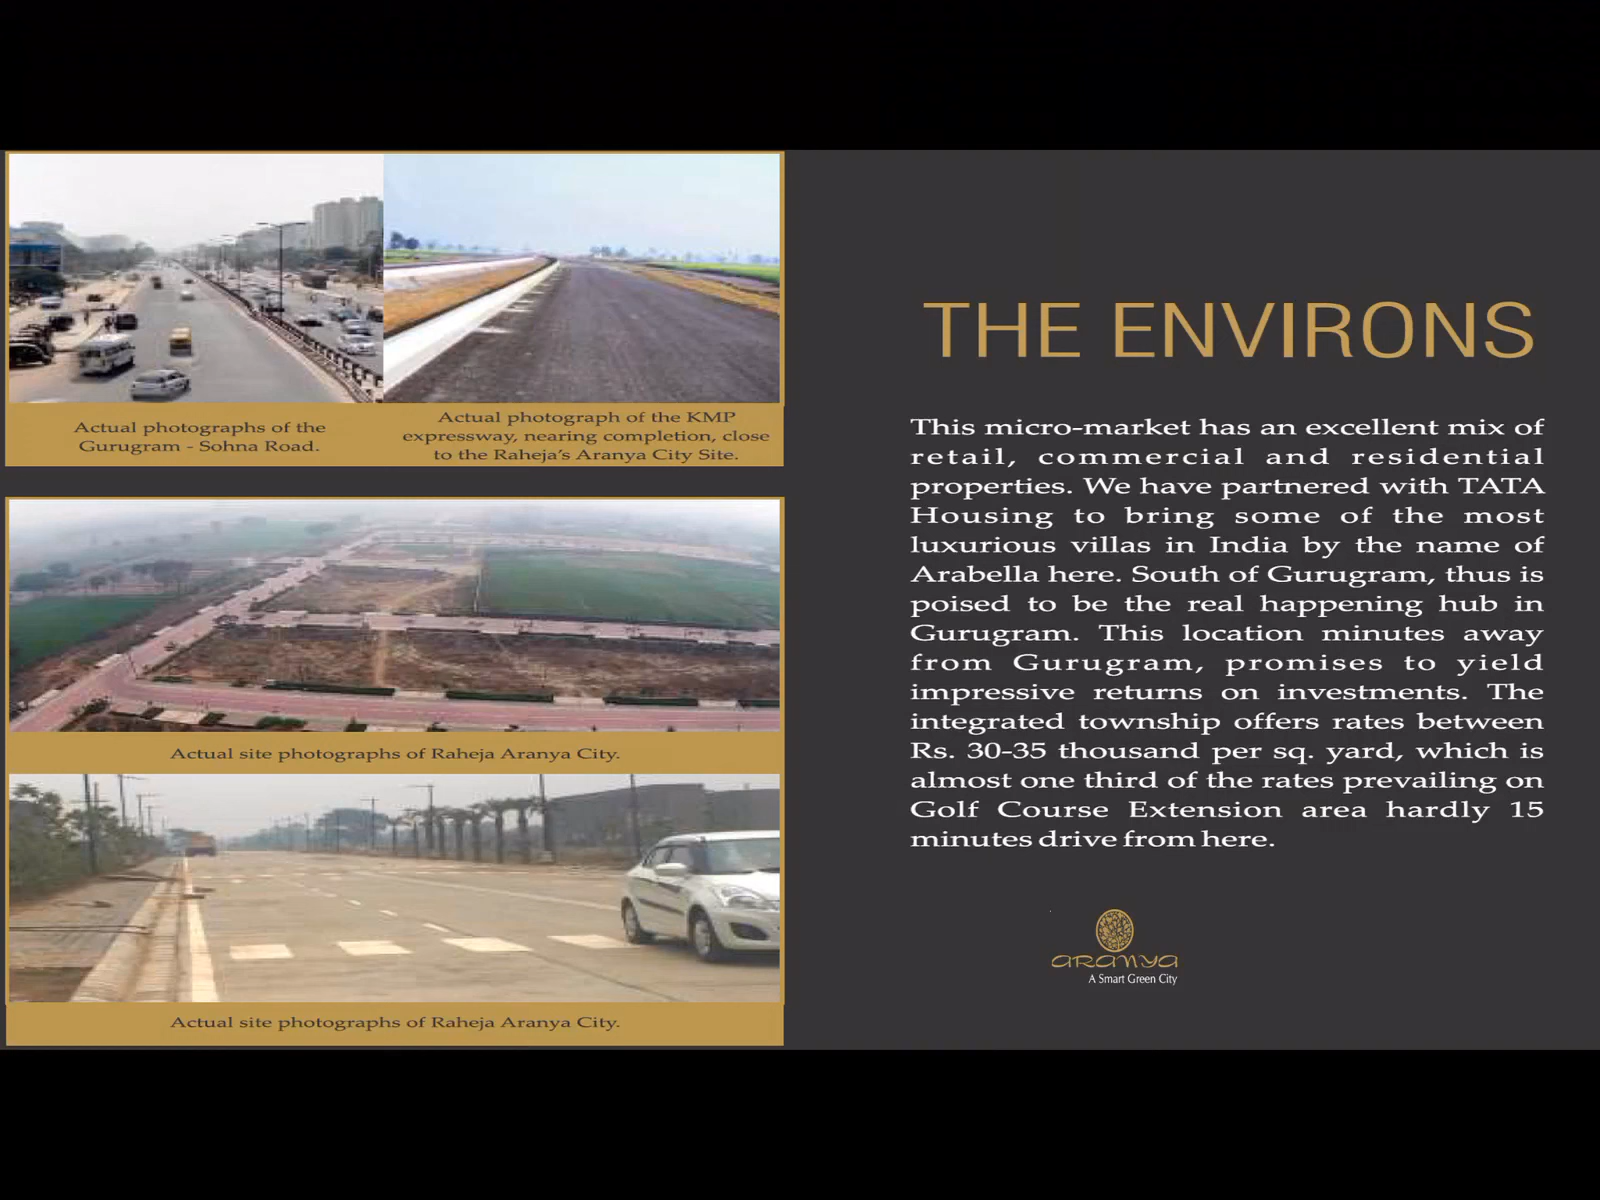 Actual photographs of the
Gurugram - Sohna Road.
Actual photograph of the KMP
expressway, nearing completion, close
to the Raheja's Aranya City Site.
Actual site photographs of Raheja Aranya City.
Actual site photographs of Raheja Aranya City.
THE ENVIRONS
This micro-market has an excellent mix of
retail, commercial and residential
properties. We have partnered with TATA
Housing to bring some of the most
luxurious villas in India by the name of
Arabella here. South of Gurugram, thus is
poised to be the real happening hub in
Gurugram. This location minutes away
from Gurugram, promises to yield
impressive returns on investments. The
integrated township offers rates between
Rs. 30-35 thousand per sq. yard, which is
almost one third of the rates prevailing on
Golf Course Extension area hardly 15
minutes drive from here.
aranya
A Smart Green City